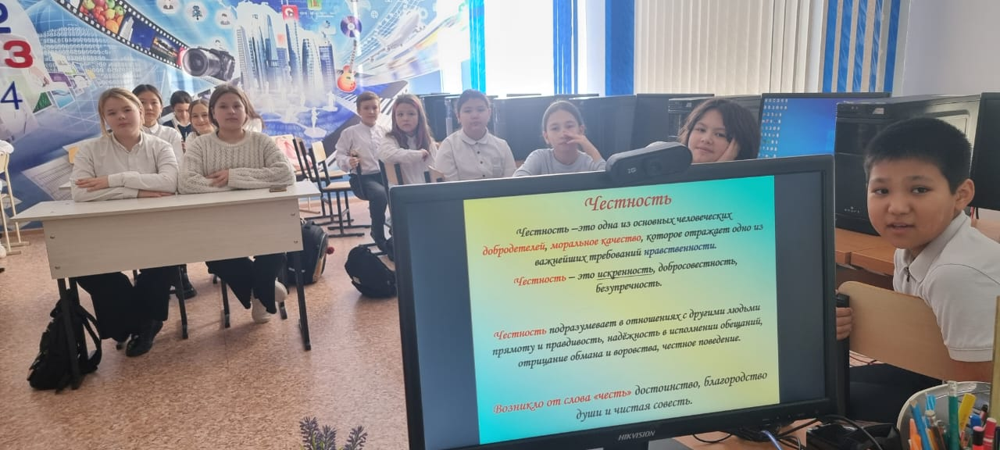 2
3
4
2E
Честность
Честность –это одна из основных человеческих
добродетелей, моральное качество, которое отражает одно из
важнейших требований нравственности.
Честность – это искренность, добросовестность,
безупречность.
Честность подразумевает в отношениях с другими людьми
прямоту и правдивость, надёжность в исполнении обещаний,
отрицание обмана и воровства, честное поведение.
Возникло от слова «честь» достоинство, благородство
души и чистая совесть.
HIKVISION